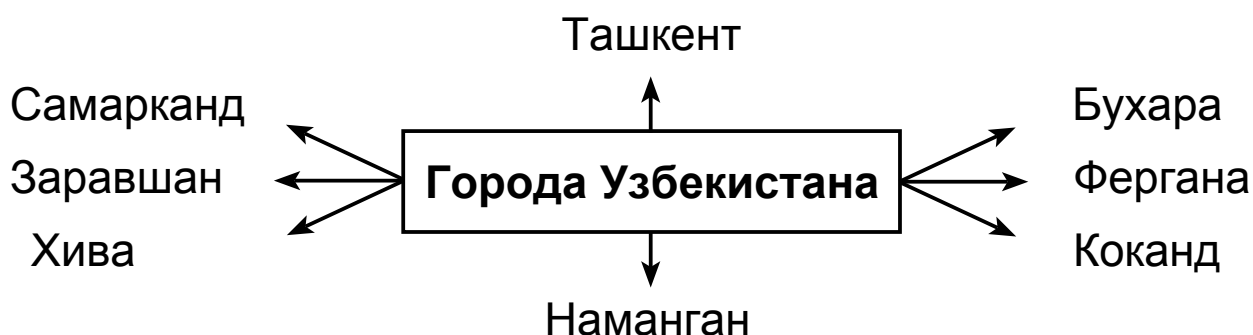 Ташкент
Самарканд
Заравшан
Хива
Города Узбекистана
Бухара
Фергана
Коканд
Наманган